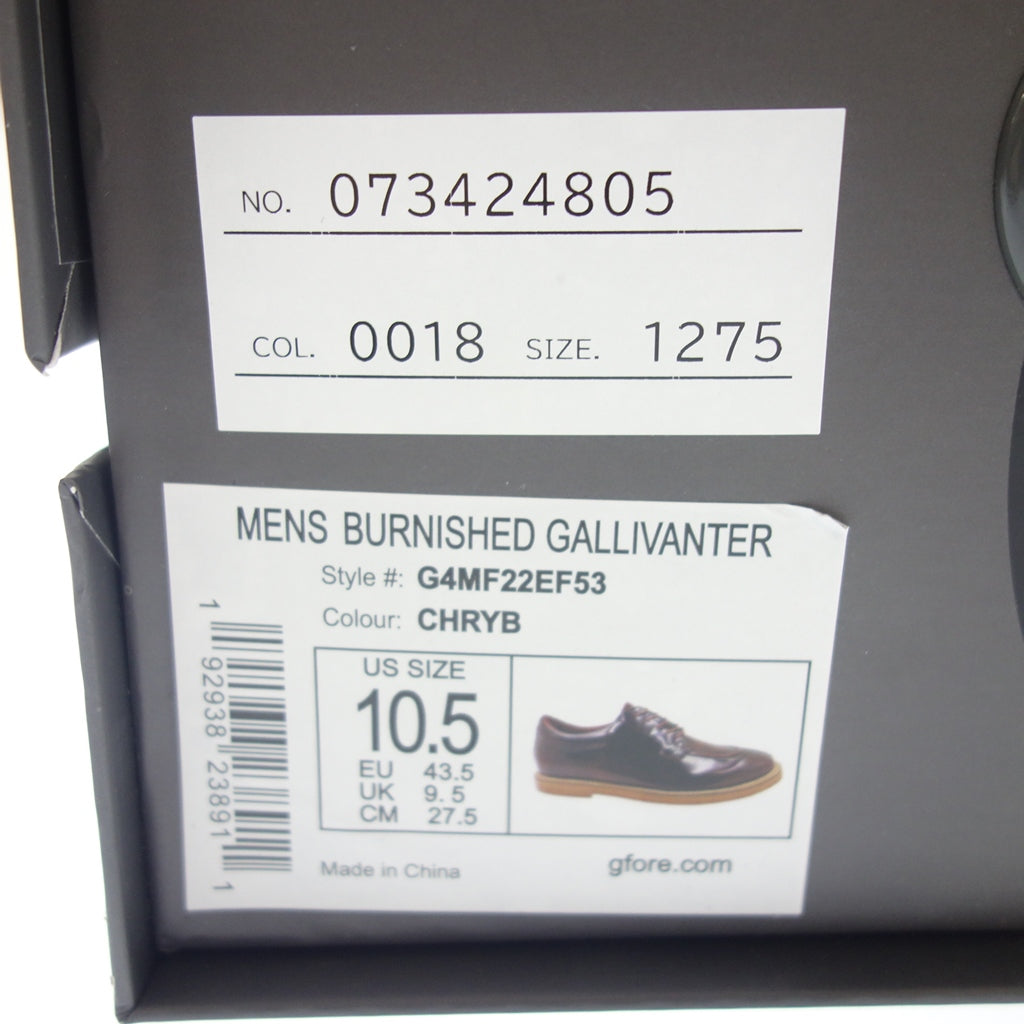 NO. 073424805
COL. 0018 SIZE. 1275
MENS BURNISHED GALLIVANTER
Style #: G4MF22EF53
Colour: CHRYB
US SIZE
10.5
EU 43.5
UK 9.5
CM 27.5
Made in China
gfore.com
1 92938 23891 1